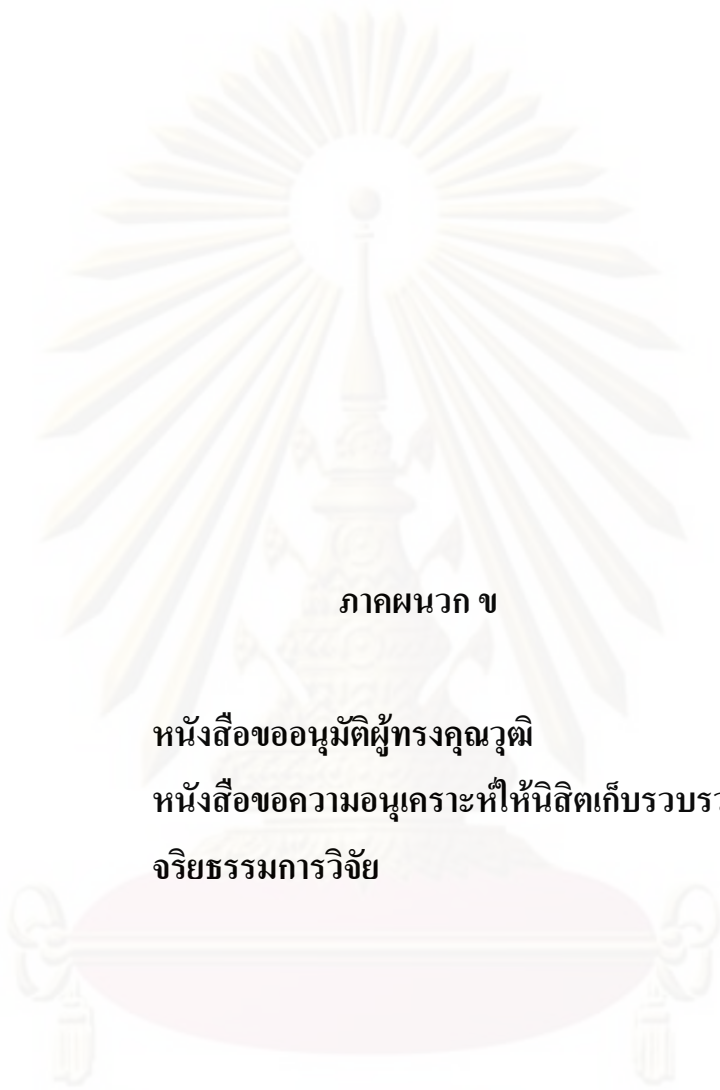 ภาคผนวก ข
หนังสือขออนุมัติผู้ทรงคุณวุฒิ
หนังสือขอความอนุเคราะห์ให้นิสิตเก็บรวบรว
จริยธรรมการวิจัย